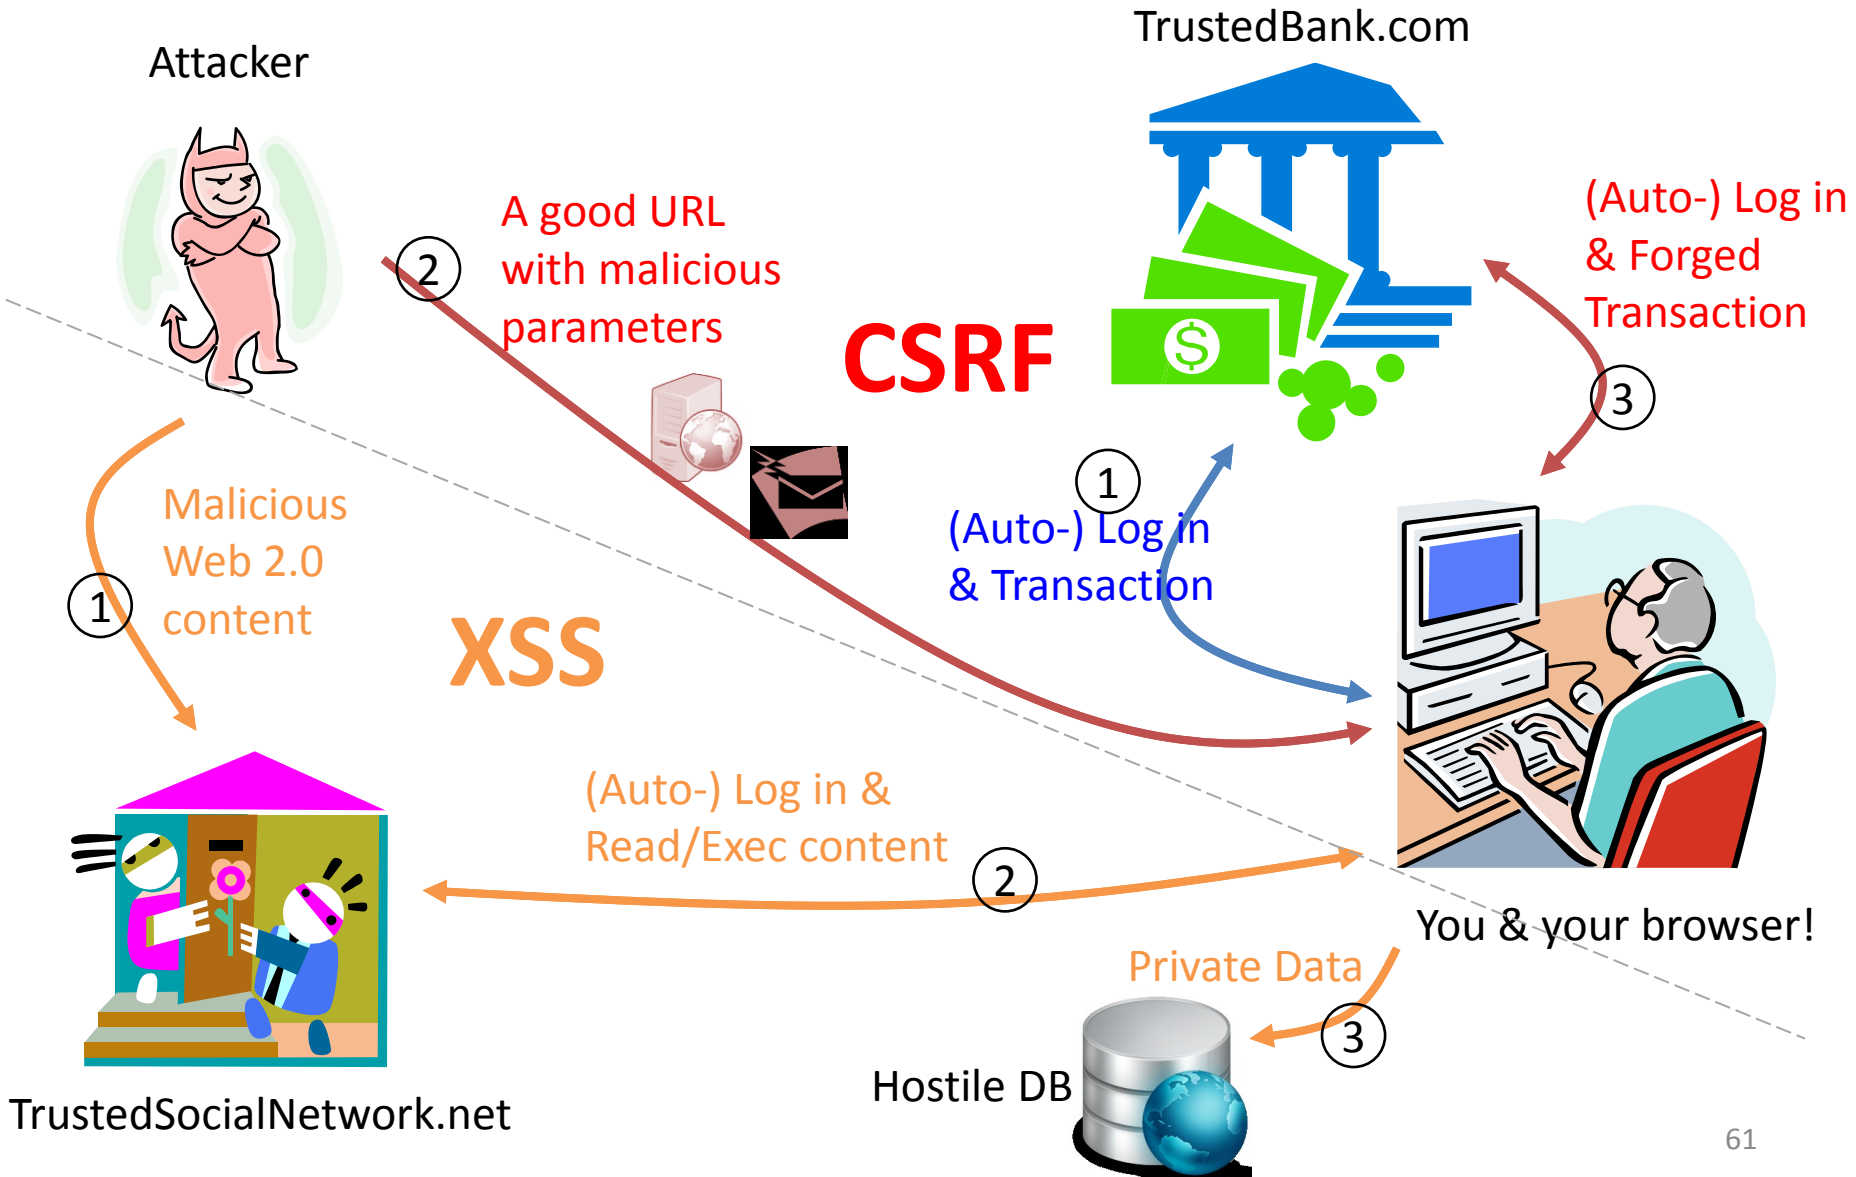 TrustedBank.com
Attacker
A good URL
with malicious
parameters
(Auto-) Log in
& Forged
Transaction
2
CSRF
$
3
1
(Auto-) Log in
& Transaction
Malicious
Web 2.0
content
1
XSS
(Auto-) Log in &
Read/Exec content
2
You & your browser!
Private Data
3
Hostile DB
TrustedSocialNetwork.net
61